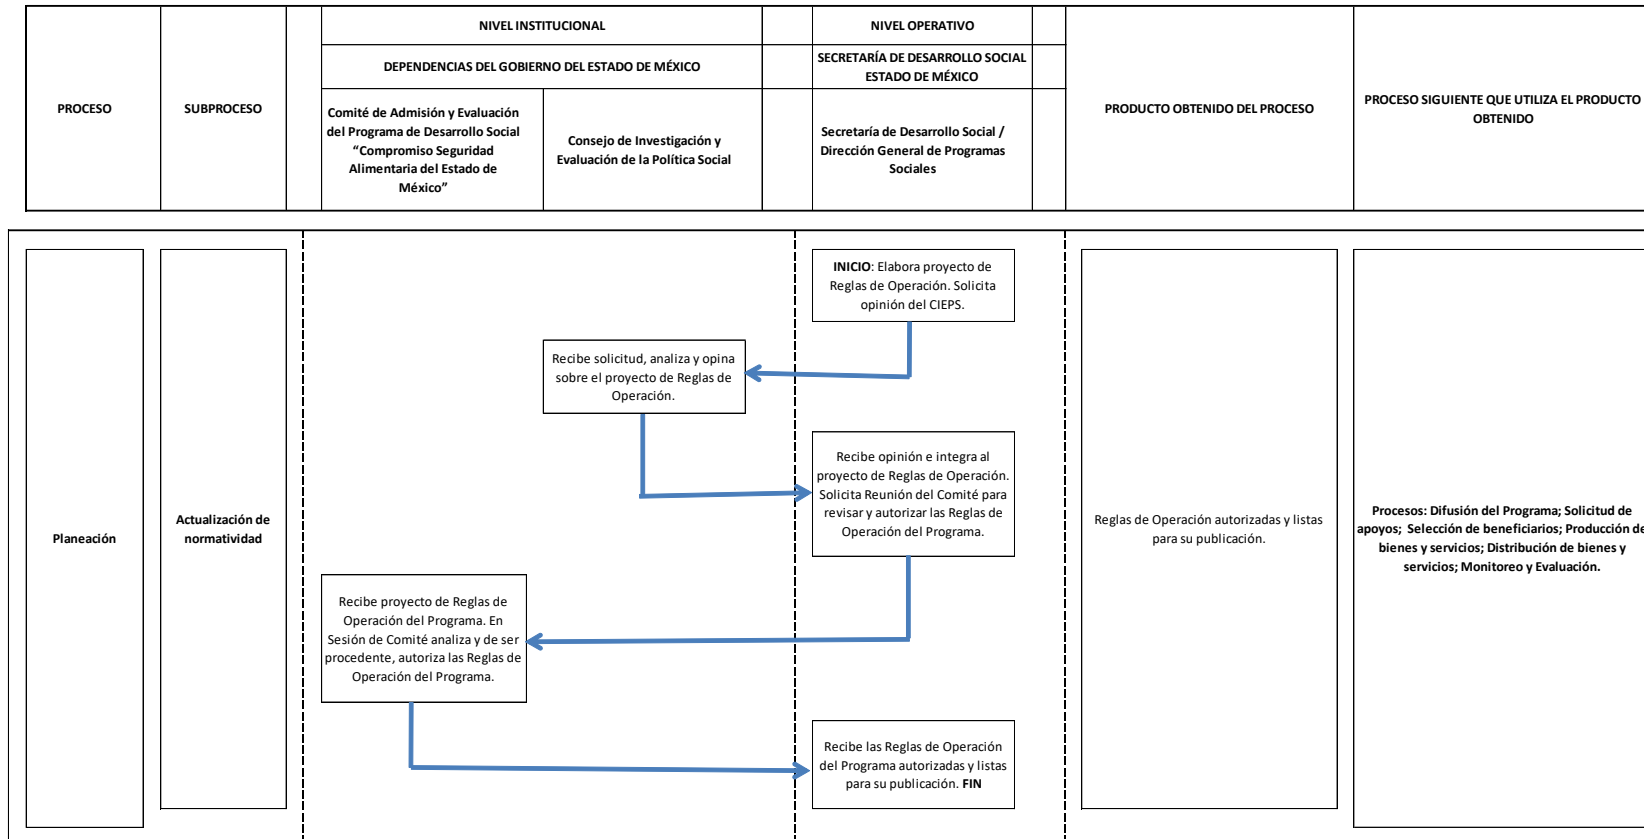 PROCESO
SUBPROCESO
NIVEL INSTITUCIONAL
DEPENDENCIAS DEL GOBIERNO DEL ESTADO DE MÉXICO
Comité de Admisión y Evaluación
del Programa de Desarrollo Social
“Compromiso Seguridad
Alimentaria del Estado de
México”
Consejo de Investigación y
Evaluación de la Política Social
NIVEL OPERATIVO
SECRETARÍA DE DESARROLLO SOCIAL
ESTADO DE MÉXICO
Secretaría de Desarrollo Social /
Dirección General de Programas
Sociales
PRODUCTO OBTENIDO DEL PROCESO
PROCESO SIGUIENTE QUE UTILIZA EL PRODUCTO
OBTENIDO
Planeación
Actualización de
normatividad
INICIO: Elabora proyecto de
Reglas de Operación. Solicita
opinión del CIEPS.
Recibe solicitud, analiza y opina
sobre el proyecto de Reglas de
Operación.
Recibe opinión e integra al
proyecto de Reglas de Operación.
Solicita Reunión del Comité para
revisar y autorizar las Reglas de
Operación del Programa.
Recibe proyecto de Reglas de
Operación del Programa. En
Sesión de Comité analiza y de ser
procedente, autoriza las Reglas de
Operación del Programa.
Recibe las Reglas de Operación
del Programa autorizadas y listas
para su publicación. FIN
Reglas de Operación autorizadas y listas
para su publicación.
Procesos: Difusión del Programa; Solicitud de
apoyos; Selección de beneficiarios; Producción de
bienes y servicios; Distribución de bienes y
servicios; Monitoreo y Evaluación.